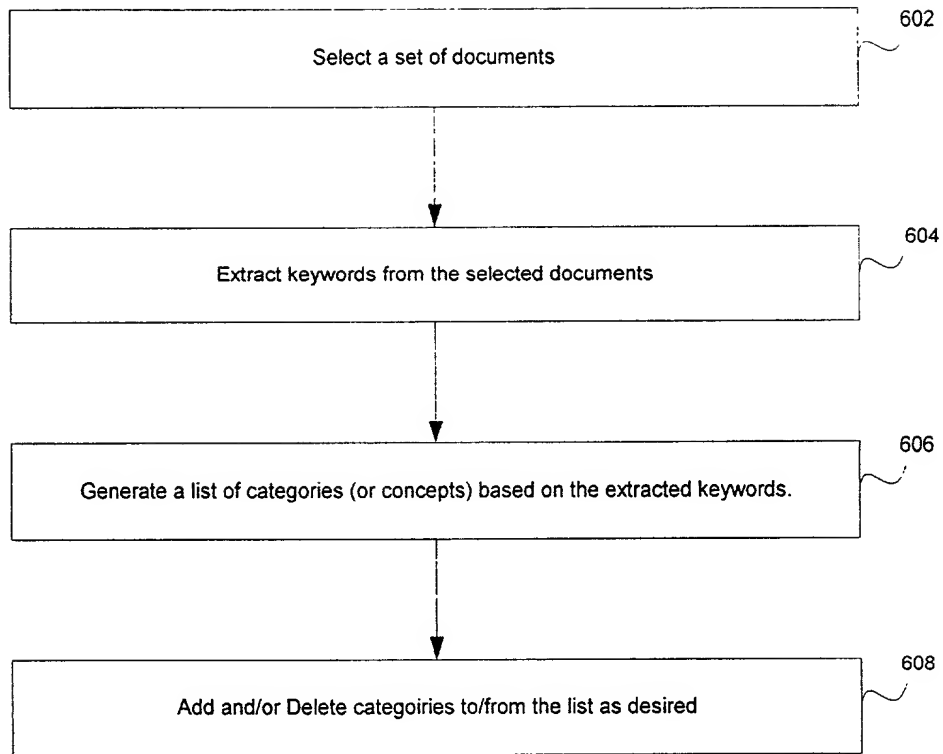 602
Select a set of documents
604
Extract keywords from the selected documents
606
Generate a list of categories (or concepts) based on the extracted keywords.
608
Add and/or Delete categoiries to/from the list as desired